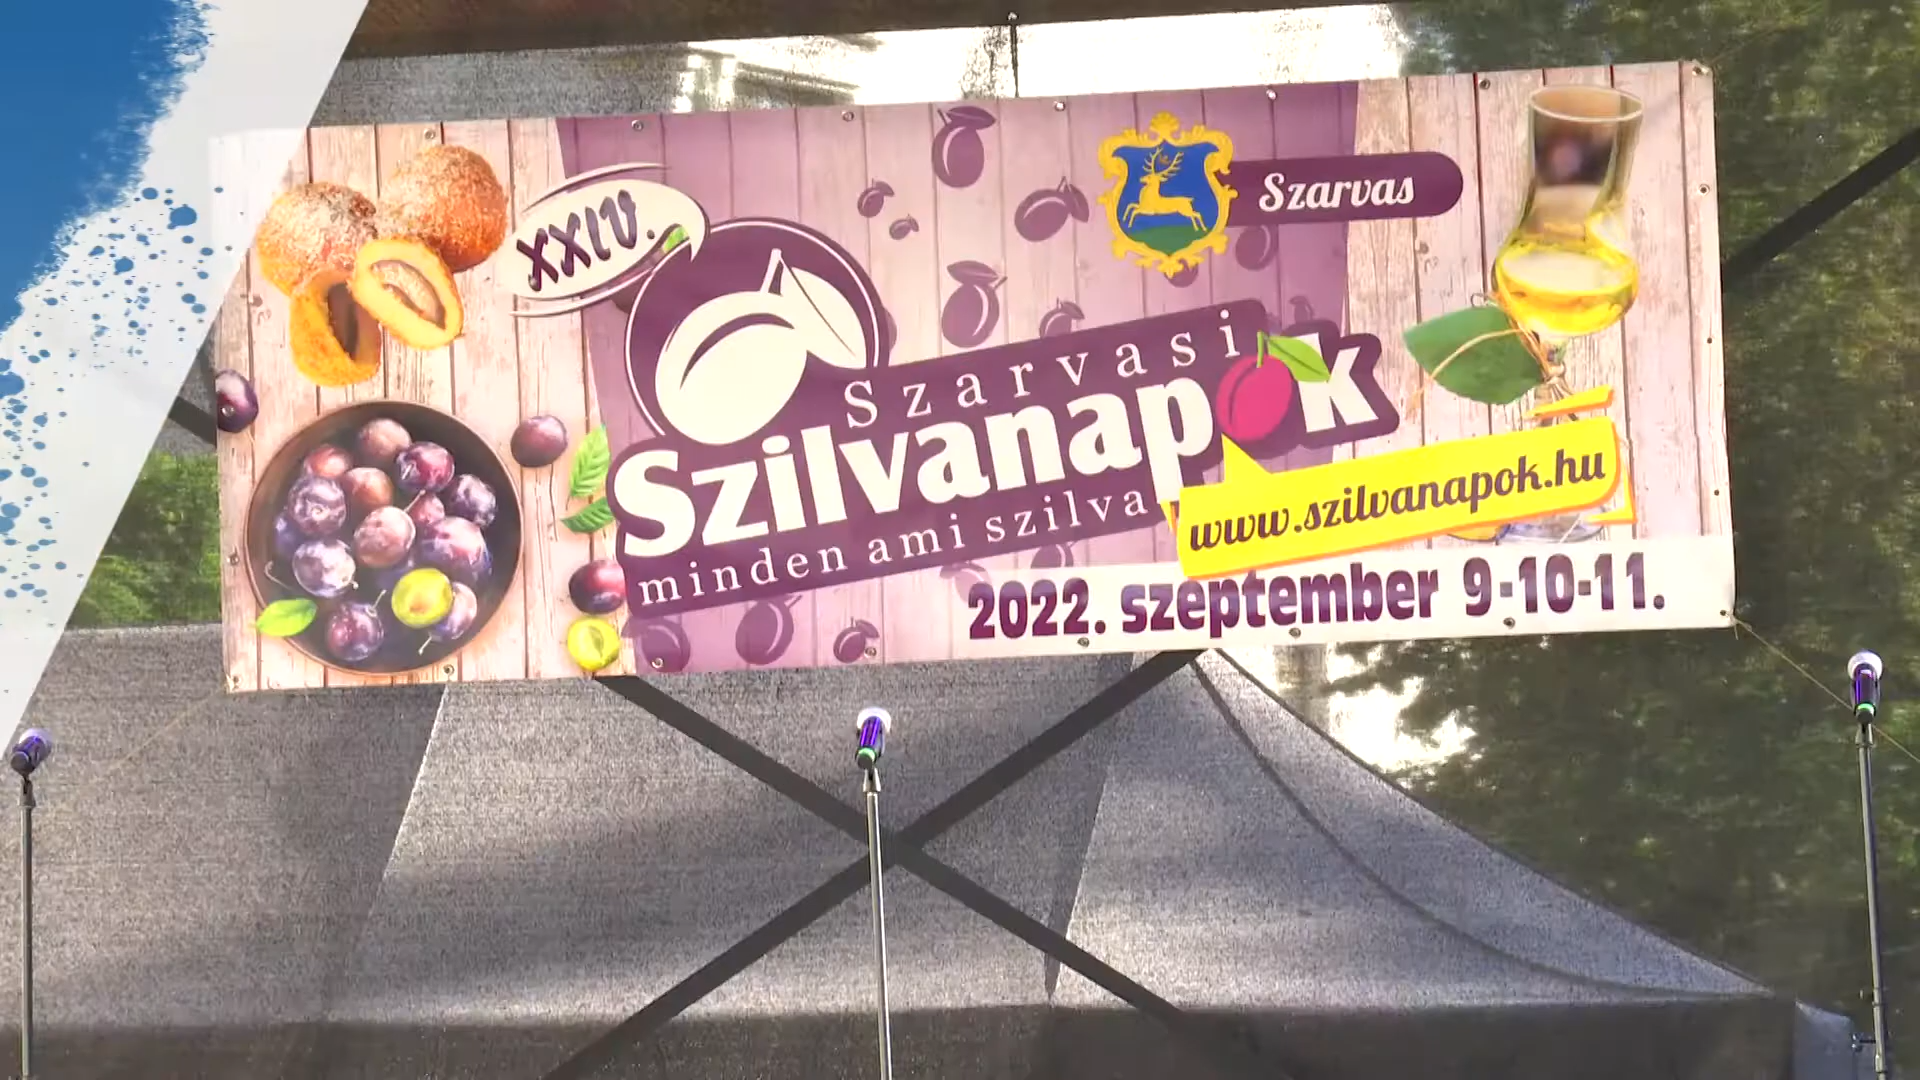 XXIV.
Szarvas
Szarvasi
Szilvanapok
minden ami szilva
www.szilvanapok.hu
2022. szeptember 9-10-11.